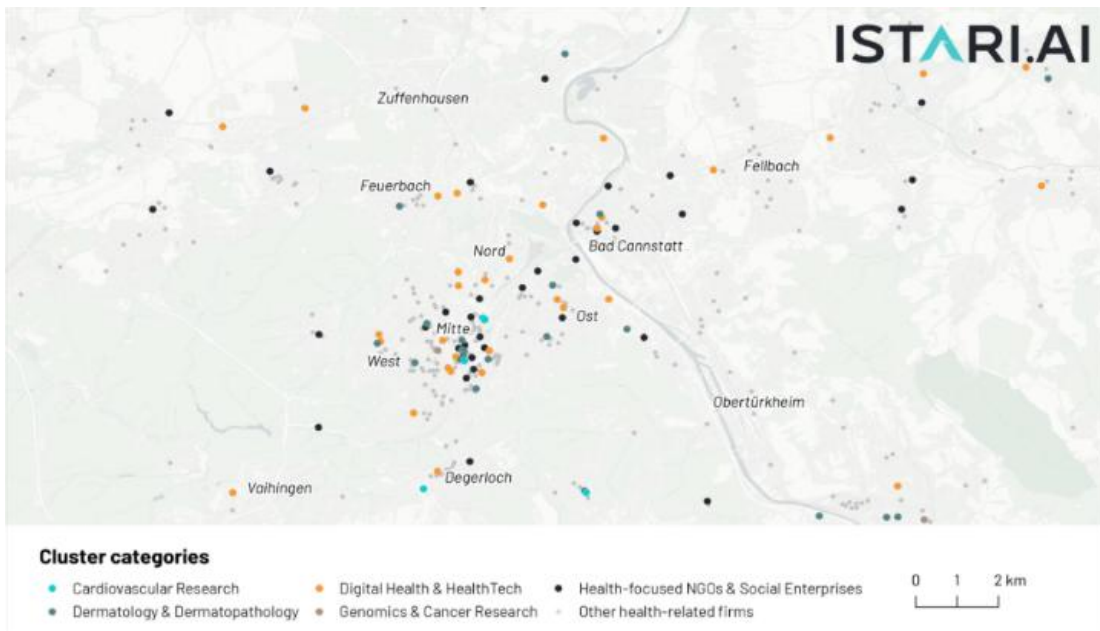 ISTARI.AI
Zuffenhausen
Fellbach
Feuerbach
Bad Cannstatt
Nord
Ost
Mitte
West
Obertürkheim
Degerloch
Vaihingen
Cluster categories
Cardiovascular Research
Digital Health & HealthTech
Health-focused NGOs & Social Enterprises
Dermatology & Dermatopathology
Genomics & Cancer Research
Other health-related firms
0 1 2 km